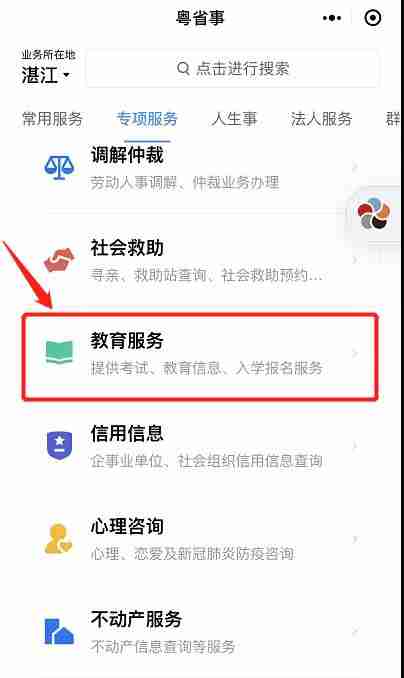 粤省事
业务所在地
湛江
点击进行搜索
常用服务 专项服务 人生事 法人服务 群
调解仲裁
劳动人事调解、仲裁业务办理
社会救助
寻亲、救助站查询、社会救助预约...
教育服务
提供考试、教育信息、入学报名服务
信用信息
企事业单位、社会组织信用信息查询
心理咨询
心理、恋爱及新冠肺炎防疫咨询
不动产服务
不动产信息查询等服务